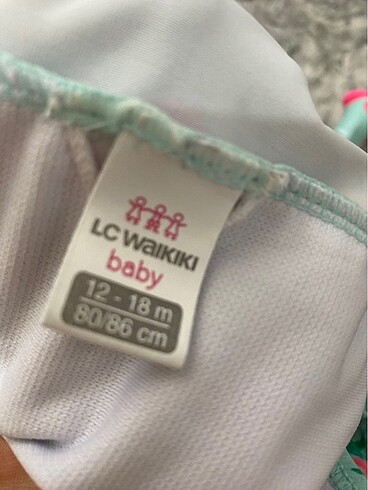 LC WAIKIKI
baby
12 - 18 m
80/86 cm